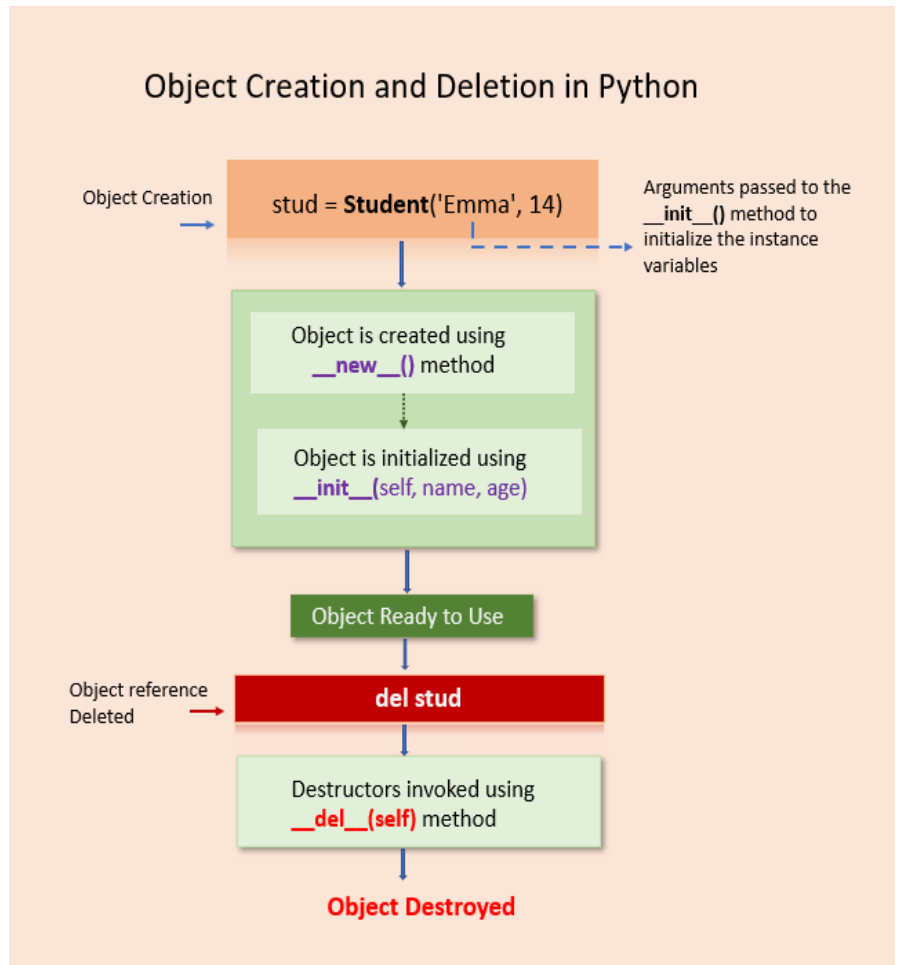 Object Creation and Deletion in Python
Object Creation
stud = Student('Emma', 14)
Arguments passed to the
__init__() method to
initialize the instance
variables
Object is created using
__new__() method
Object is initialized using
__init__(self, name, age)
Object Ready to Use
Object reference
Deleted
del stud
Destructors invoked using
__del__(self) method
Object Destroyed